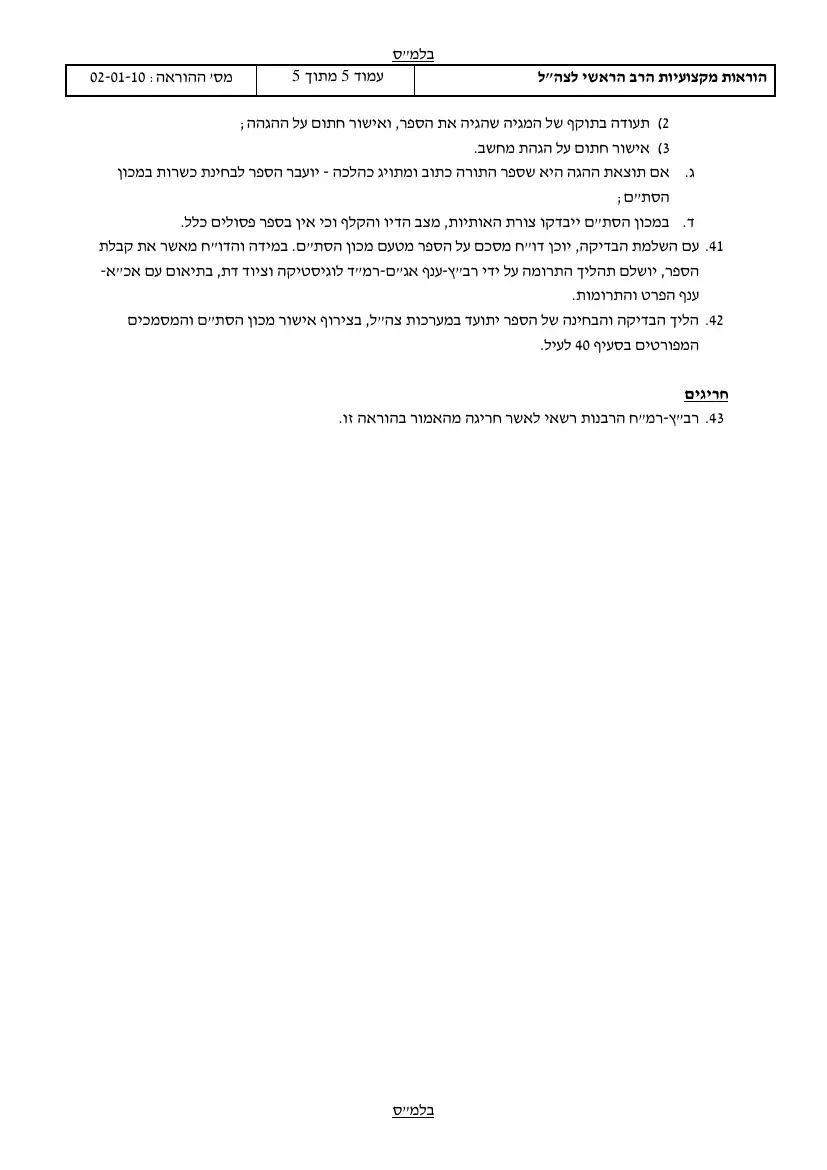 בלמ״ס
הוראות מקצועיות הרב הראשי לצה״ל עמוד 5 מתוך 5 מס׳ ההוראה : 02-01-10
2) תעודה בתוקף של המגיה שהגיה את הספר, ואישור חתום על ההגהה;
3) אישור חתום על הגהת מחשב.
ג. אם תוצאת ההגה היא שספר התורה כתוב ומתויג כהלכה - יועבר הספר לבחינת כשרות במכון
הסת״ם;
ד. במכון הסת״ם ייבדקו צורת האותיות, מצב הדיו והקלף וכי אין בספר פסולים כלל.
41. עם השלמת הבדיקה, יוכן דו״ח מסכם על הספר מטעם מכון הסת״ם. במידה והדו״ח מאשר את קבלת
הספר, יושלם תהליך התרומה על ידי רב״ץ-ענף אג״ם-רמ״ד לוגיסטיקה וציוד דת, בתיאום עם אכ״א-
ענף הפרט והתרומות.
42. הליך הבדיקה והבחינה של הספר יתועד במערכות צה״ל, בצירוף אישור מכון הסת״ם והמסמכים
המפורטים בסעיף 40 לעיל.
חריגים
43. רב״ץ-רמ״ח הרבנות רשאי לאשר חריגה מהאמור בהוראה זו.
בלמ״ס